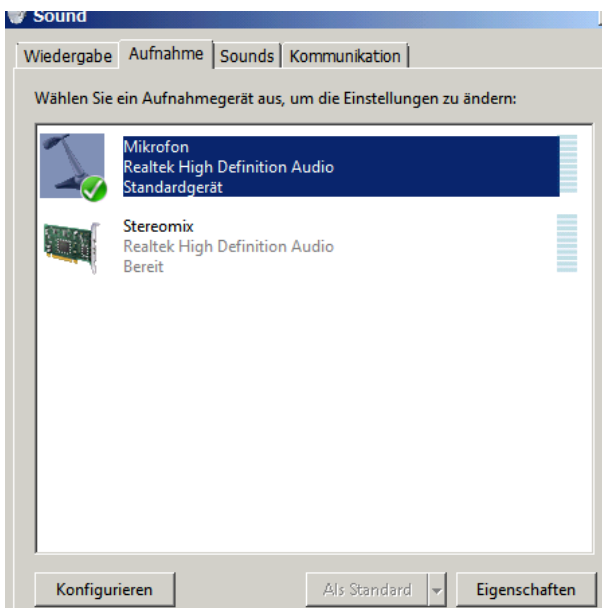 Sound
Wiedergabe Aufnahme Sounds Kommunikation
Wählen Sie ein Aufnahmegerät aus, um die Einstellungen zu ändern:
Mikrofon
Realtek High Definition Audio
Standardgerät
Stereomix
Realtek High Definition Audio
Bereit
Konfigurieren Als Standard Eigenschaften